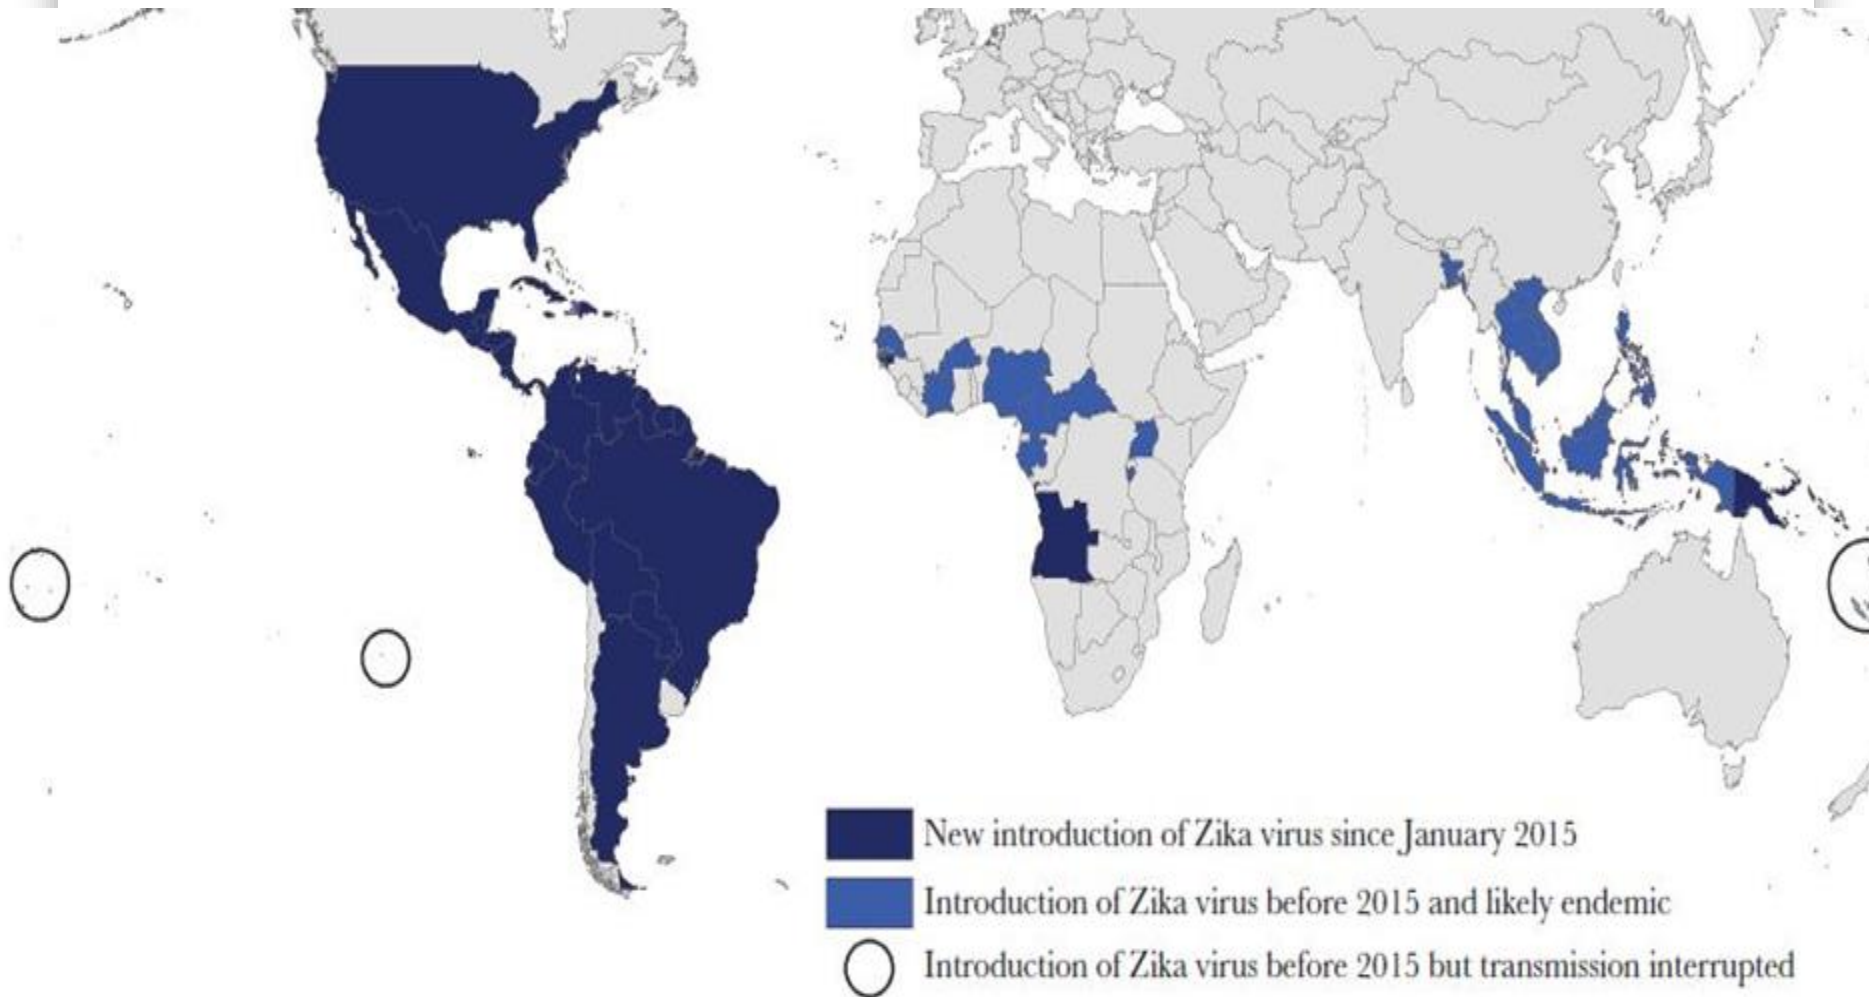 New introduction of Zika virus since January 2015
Introduction of Zika virus before 2015 and likely endemic
Introduction of Zika virus before 2015 but transmission interrupted